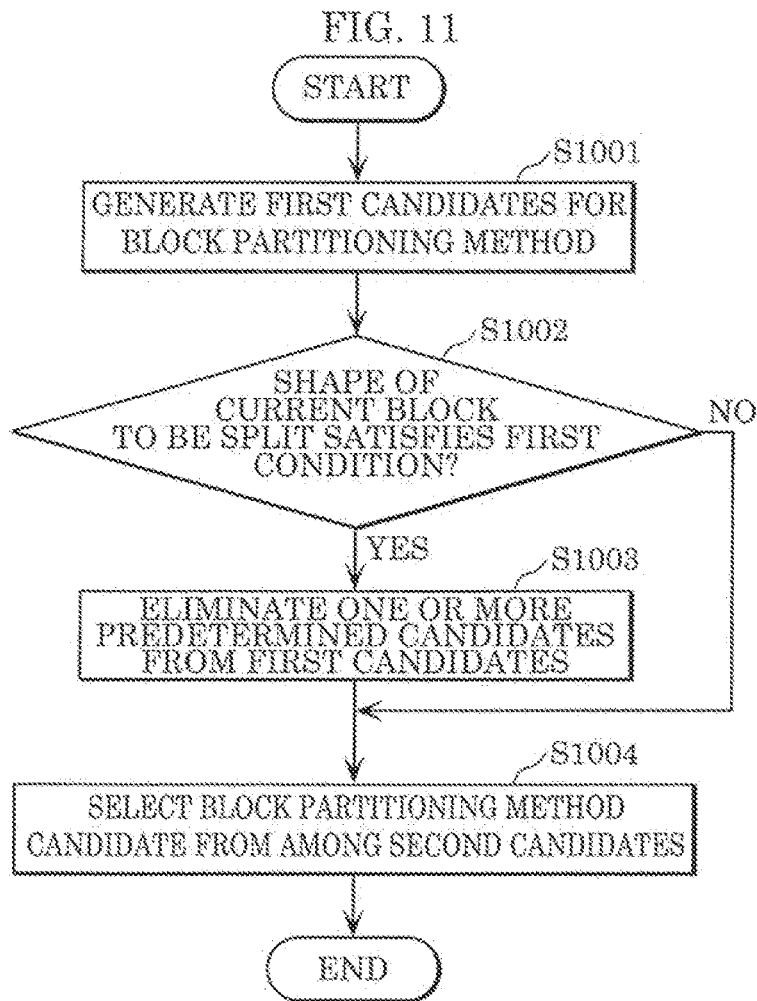 FIG. 11
START
S1001
GENERATE FIRST CANDIDATES FOR
BLOCK PARTITIONING METHOD
S1002
SHAPE OF
CURRENT BLOCK
TO BE SPLIT SATISFIES FIRST
CONDITION?
NO
YES
S1003
ELIMINATE ONE OR MORE
PREDETERMINED CANDIDATES
FROM FIRST CANDIDATES
S1004
SELECT BLOCK PARTITIONING METHOD
CANDIDATE FROM AMONG SECOND CANDIDATES
END